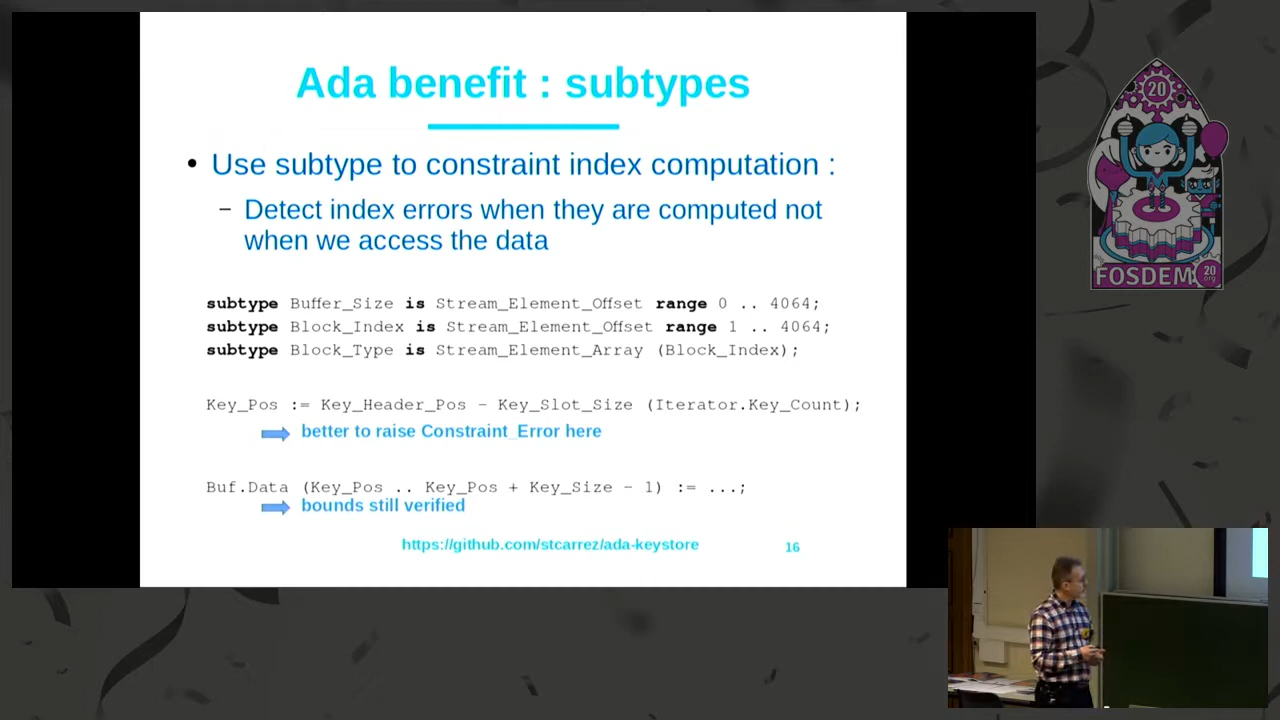 Ada benefit : subtypes
• Use subtype to constraint index computation :
– Detect index errors when they are computed not
when we access the data
subtype Buffer_Size is Stream_Element_Offset range 0 .. 4064;
subtype Block_Index is Stream_Element_Offset range 1 .. 4064;
subtype Block_Type is Stream_Element_Array (Block_Index);
Key_Pos := Key_Header_Pos - Key_Slot_Size (Iterator.Key_Count);
better to raise Constraint_Error here
Buf.Data (Key_Pos .. Key_Pos + Key_Size - 1) := ...;
bounds still verified
https://github.com/stcarrez/ada-keystore
16
20
FOSDEM
20
org